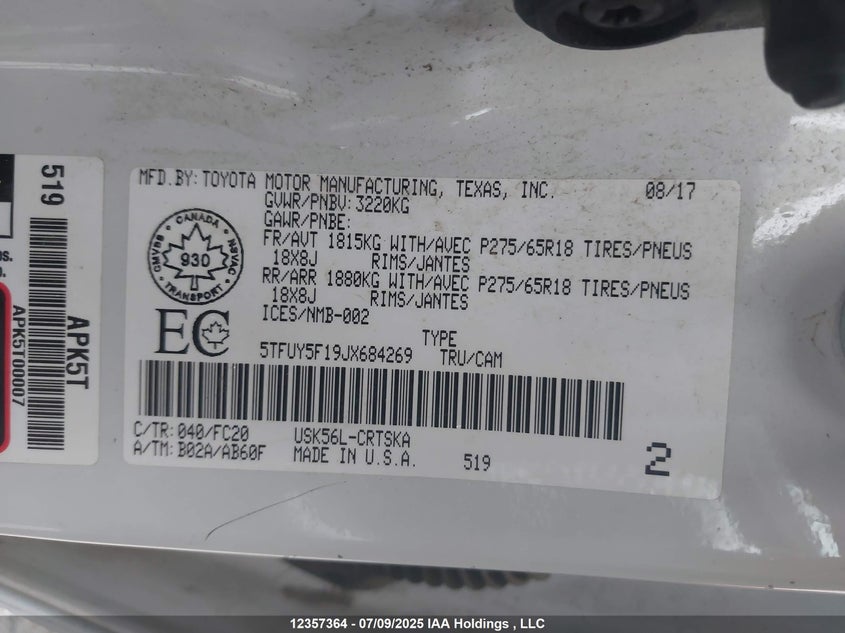 MFD.BY:TOYOTA MOTOR MANUFACTURING, TEXAS, INC. 08/17
GVWR/PNBV:3220KG
GAWR/PNBE:
FR/AVT 1815KG WITH/AVEC P275/65R18 TIRES/PNEUS
18X8J RIMS/JANTES
RR/ARR 1880KG WITH/AVEC P275/65R18 TIRES/PNEUS
18X8J RIMS/JANTES
ICES/NMB-002
CANADA
CMVSS 930 NSVAC
TRANSPORT
EC
TYPE
5TFUY5F19JX684269 TRU/CAM
C/TR:040/FC20 USK56L-CRTSKA
A/TM:B02A/AB60F MADE IN U.S.A. 519
2
519
APK5T
APK5T00007
12357364 - 07/09/2025 IAA Holdings , LLC